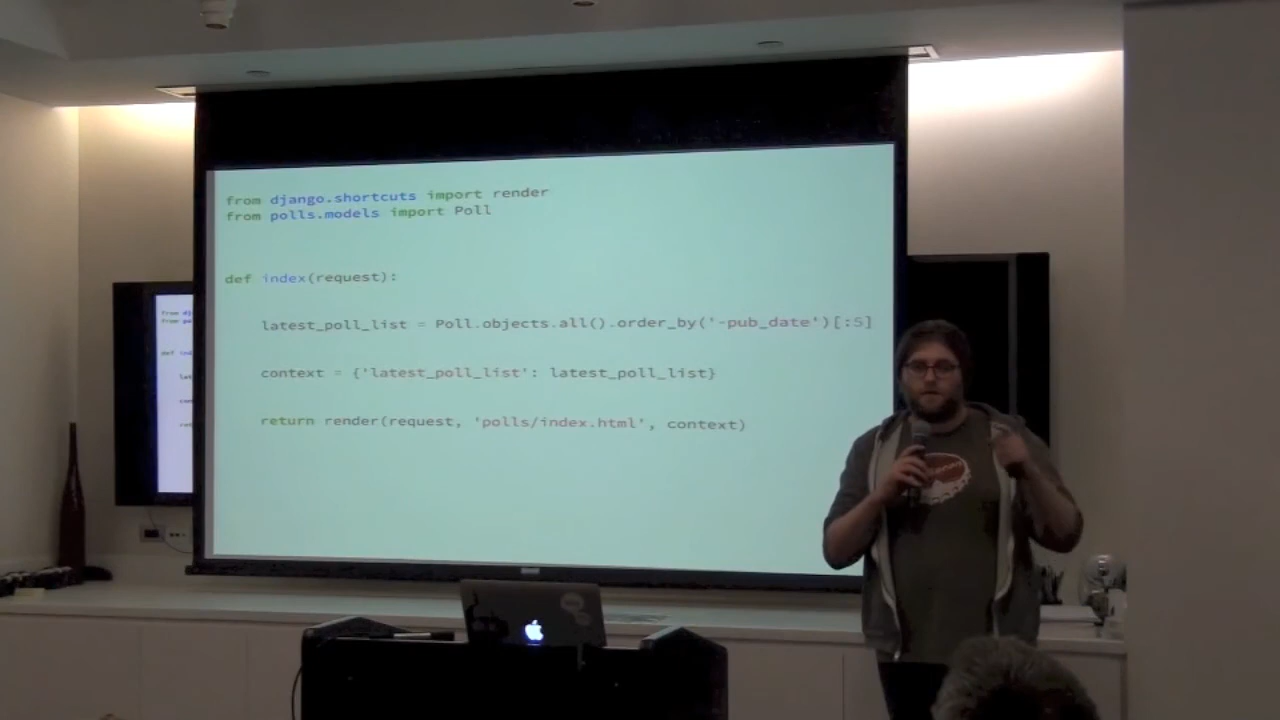 from django.shortcuts import render
from polls.models import Poll
def index(request):
latest_poll_list = Poll.objects.all().order_by('-pub_date')[:5]
context = {'latest_poll_list': latest_poll_list}
return render(request, 'polls/index.html', context)